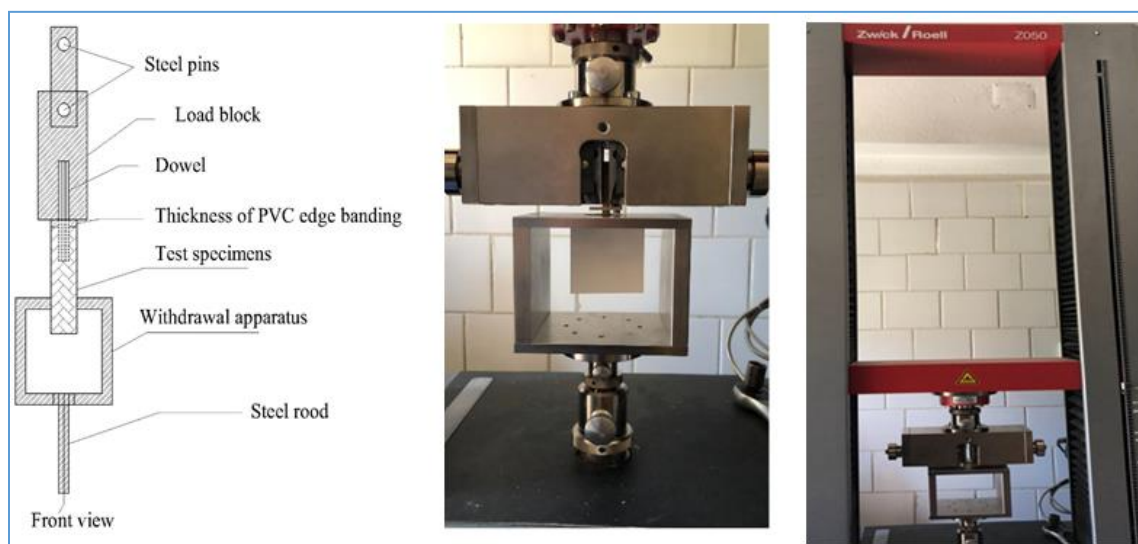 Steel pins
Load block
Dowel
Thickness of PVC edge banding
Test specimens
Withdrawal apparatus
Steel rood
Front view
Zwick / Roell
Z050